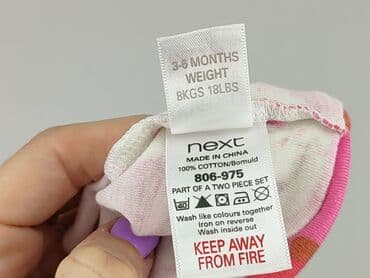 3-6 MONTHS
WEIGHT
8KGS 18LBS
next
MADE IN CHINA
100% COTTON/Bomuld
806-975
PART OF A TWO PIECE SET
Wash like colours together
Iron on reverse
Wash inside out
KEEP AWAY
FROM FIRE